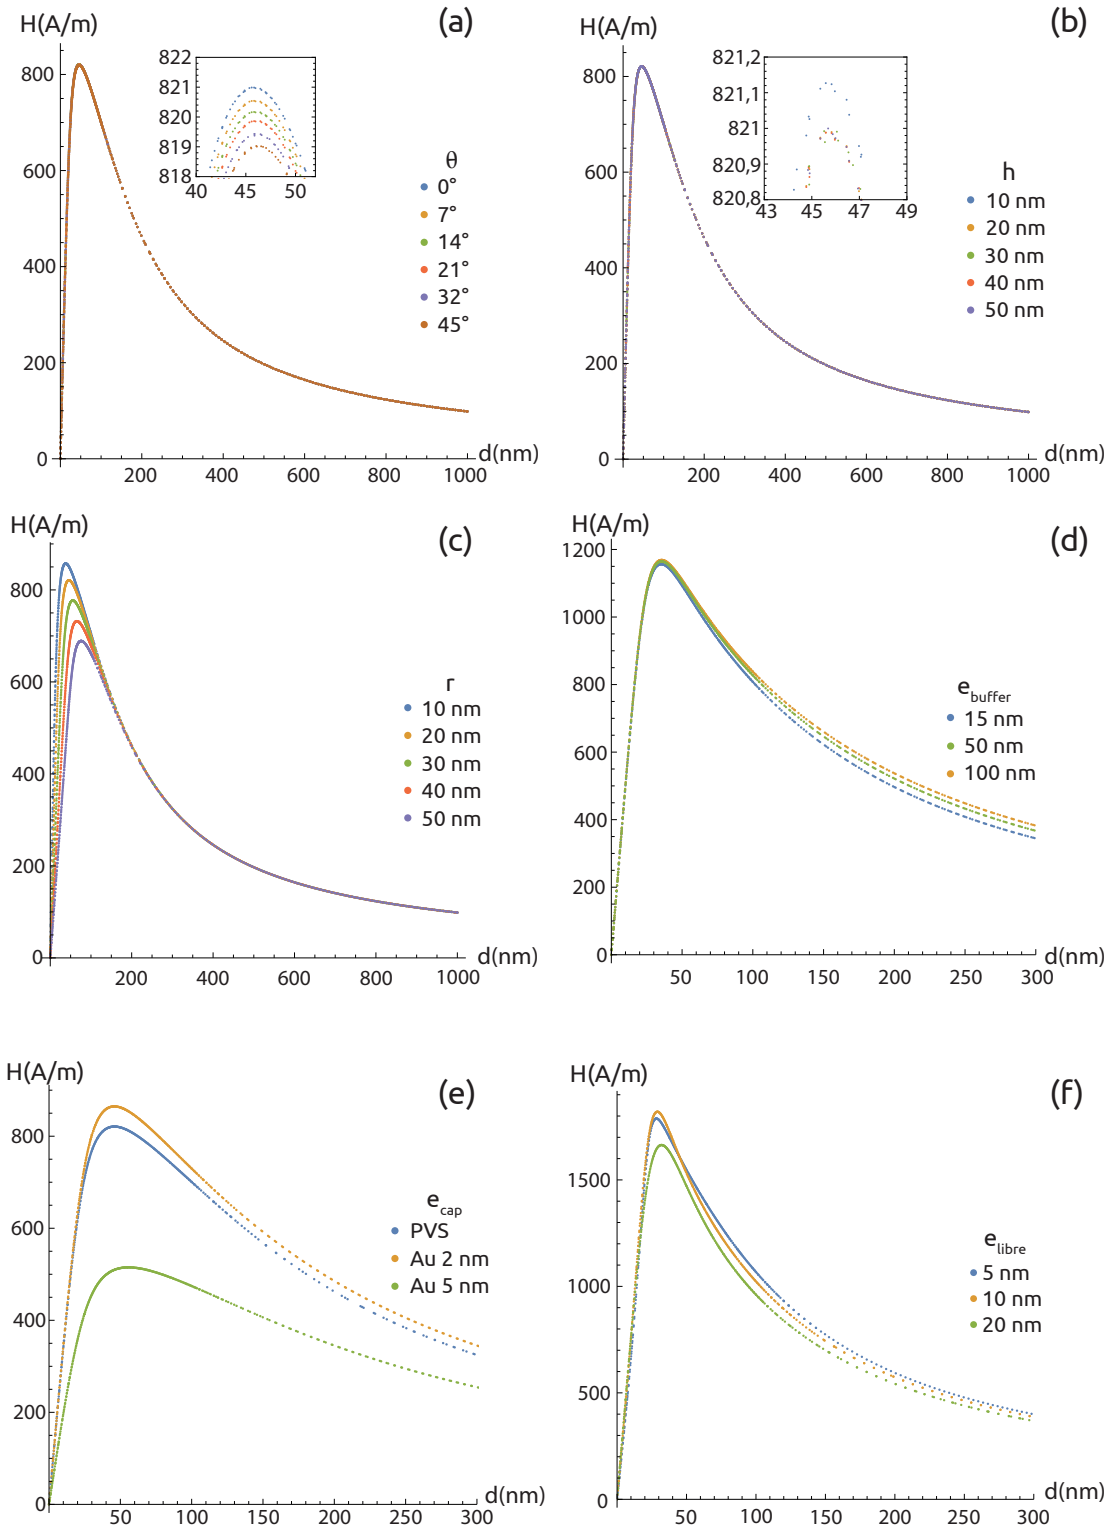 H(A/m)
(a)
800
600
400
200
0
200
400
600
800
1000
d(nm)
822
821
820
819
818
40
45
50
θ
0°
7°
14°
21°
32°
45°
H(A/m)
(b)
800
600
400
200
0
200
400
600
800
1000
d(nm)
821,2
821,1
821
820,9
820,8
43
45
47
49
h
10 nm
20 nm
30 nm
40 nm
50 nm
H(A/m)
(c)
800
600
400
200
0
200
400
600
800
1000
d(nm)
r
10 nm
20 nm
30 nm
40 nm
50 nm
H(A/m)
(d)
1200
1000
800
600
400
200
0
50
100
150
200
250
300
d(nm)
e buffer
15 nm
50 nm
100 nm
H(A/m)
(e)
800
600
400
200
0
50
100
150
200
250
300
d(nm)
e cap
PVS
Au 2 nm
Au 5 nm
H(A/m)
(f)
1500
1000
500
0
50
100
150
200
250
300
d(nm)
e libre
5 nm
10 nm
20 nm